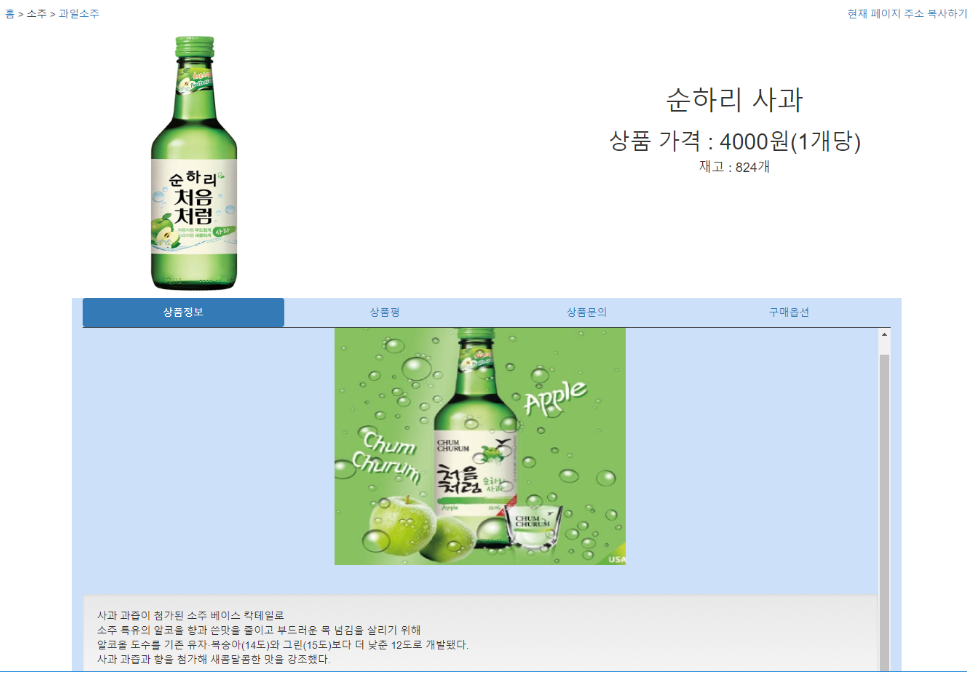 홈 > 소주 > 과일소주
현재 페이지 주소 복사하기
순하리
처음
처럼
사과
순하리 사과
상품 가격 : 4000원(1개당)
재고 : 824개
상품정보
상품평
상품문의
구매옵션
Apple
Chum
Churum
CHUM
CHURUM
처음
처럼
순하리
사과
Apple
CHUM
CHURUM
USA
사과 과즙이 첨가된 소주 베이스 칵테일로
소주 특유의 알코올 향과 쓴맛을 줄이고 부드러운 목 넘김을 살리기 위해
알코올 도수를 기존 유자·복숭아(14도)와 그린(15도)보다 더 낮춘 12도로 개발됐다.
사과 과즙과 향을 첨가해 새콤달콤한 맛을 강조했다.